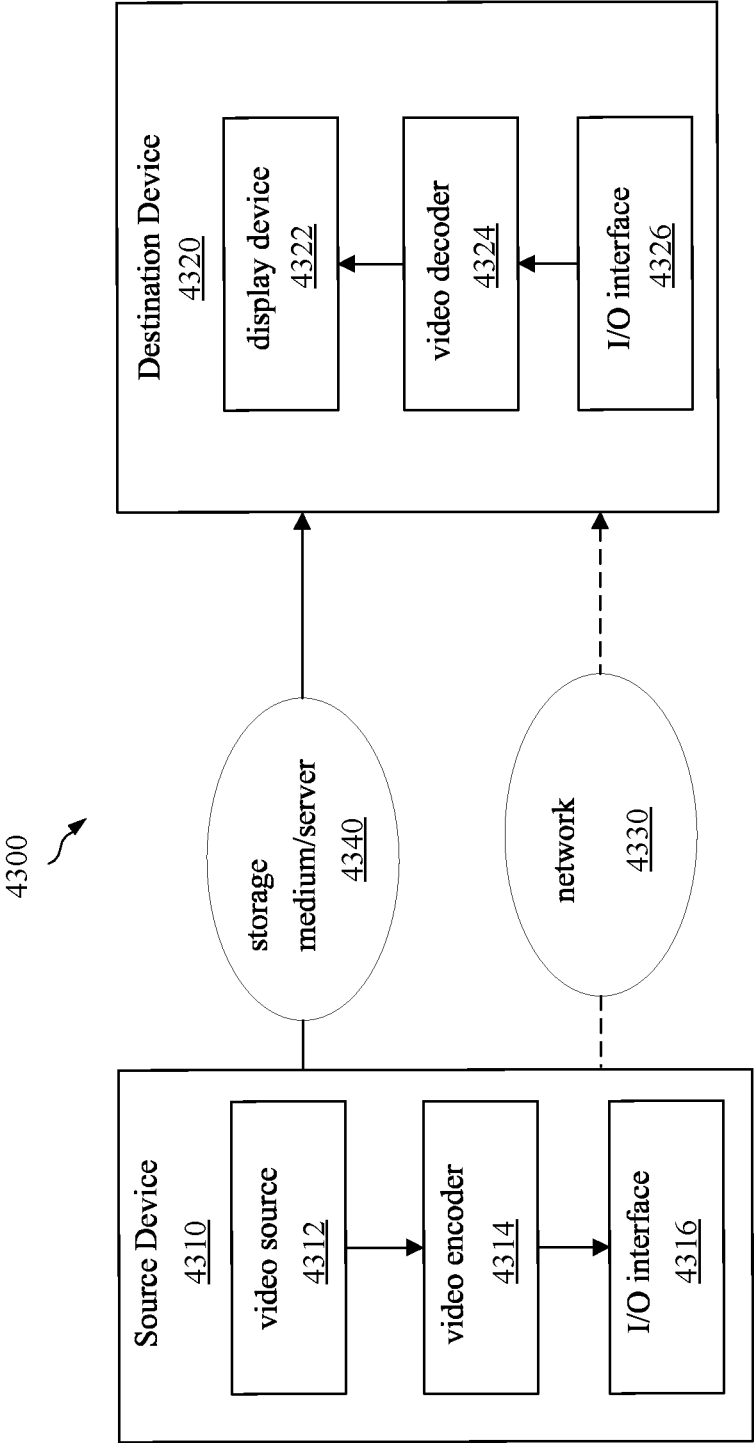 4300
Source Device
4310
video source
4312
video encoder
4314
I/O interface
4316
storage
medium/server
4340
network
4330
Destination Device
4320
display device
4322
video decoder
4324
I/O interface
4326